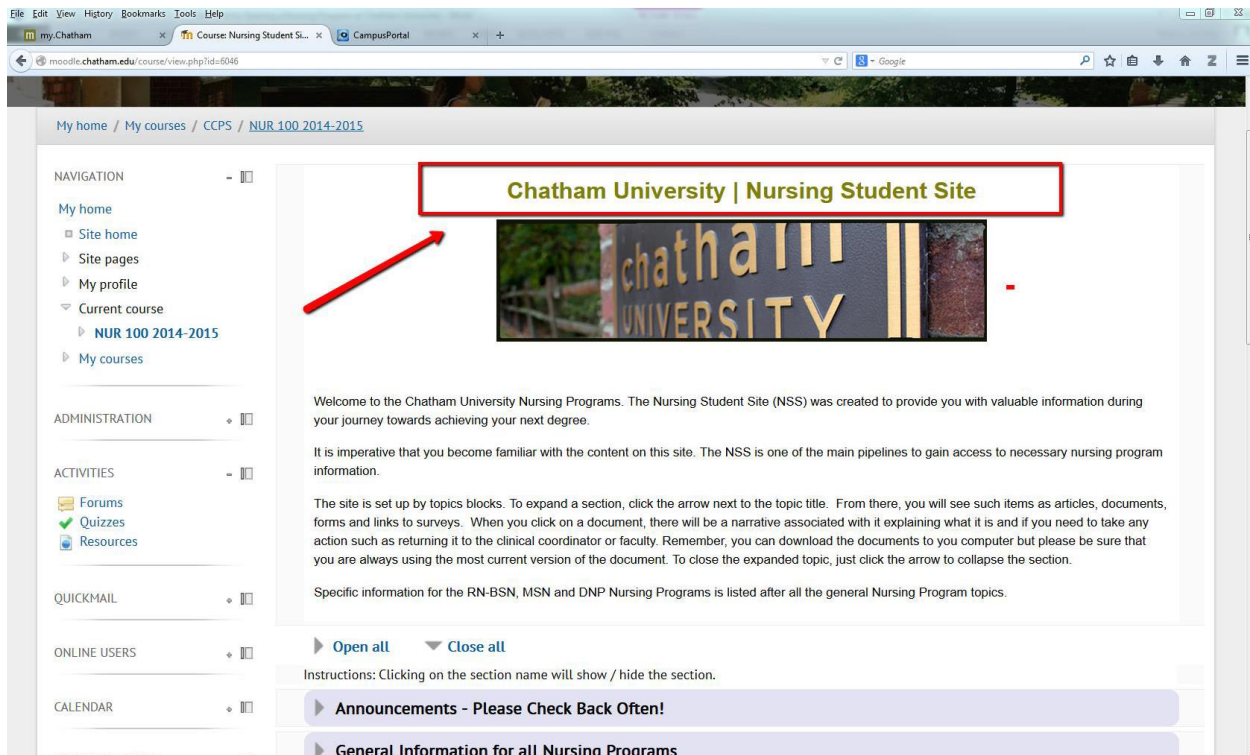 File Edit View History Bookmarks Tools Help
my.Chatham × Course: Nursing Student Si... × CampusPortal × +
moodle.chatham.edu/course/view.php?id=6046 Google
My home / My courses / CCPS / NUR 100 2014-2015
NAVIGATION
My home
Site home
Site pages
My profile
Current course
NUR 100 2014-2015
My courses
ADMINISTRATION
ACTIVITIES
Forums
Quizzes
Resources
QUICKMAIL
ONLINE USERS
CALENDAR
Chatham University | Nursing Student Site
chatham
UNIVERSITY
Welcome to the Chatham University Nursing Programs. The Nursing Student Site (NSS) was created to provide you with valuable information during
your journey towards achieving your next degree.
It is imperative that you become familiar with the content on this site. The NSS is one of the main pipelines to gain access to necessary nursing program
information.
The site is set up by topics blocks. To expand a section, click the arrow next to the topic title. From there, you will see such items as articles, documents,
forms and links to surveys. When you click on a document, there will be a narrative associated with it explaining what it is and if you need to take any
action such as returning it to the clinical coordinator or faculty. Remember, you can download the documents to you computer but please be sure that
you are always using the most current version of the document. To close the expanded topic, just click the arrow to collapse the section.
Specific information for the RN-BSN, MSN and DNP Nursing Programs is listed after all the general Nursing Program topics.
Open all Close all
Instructions: Clicking on the section name will show / hide the section.
Announcements - Please Check Back Often!
General Information for all Nursing Programs